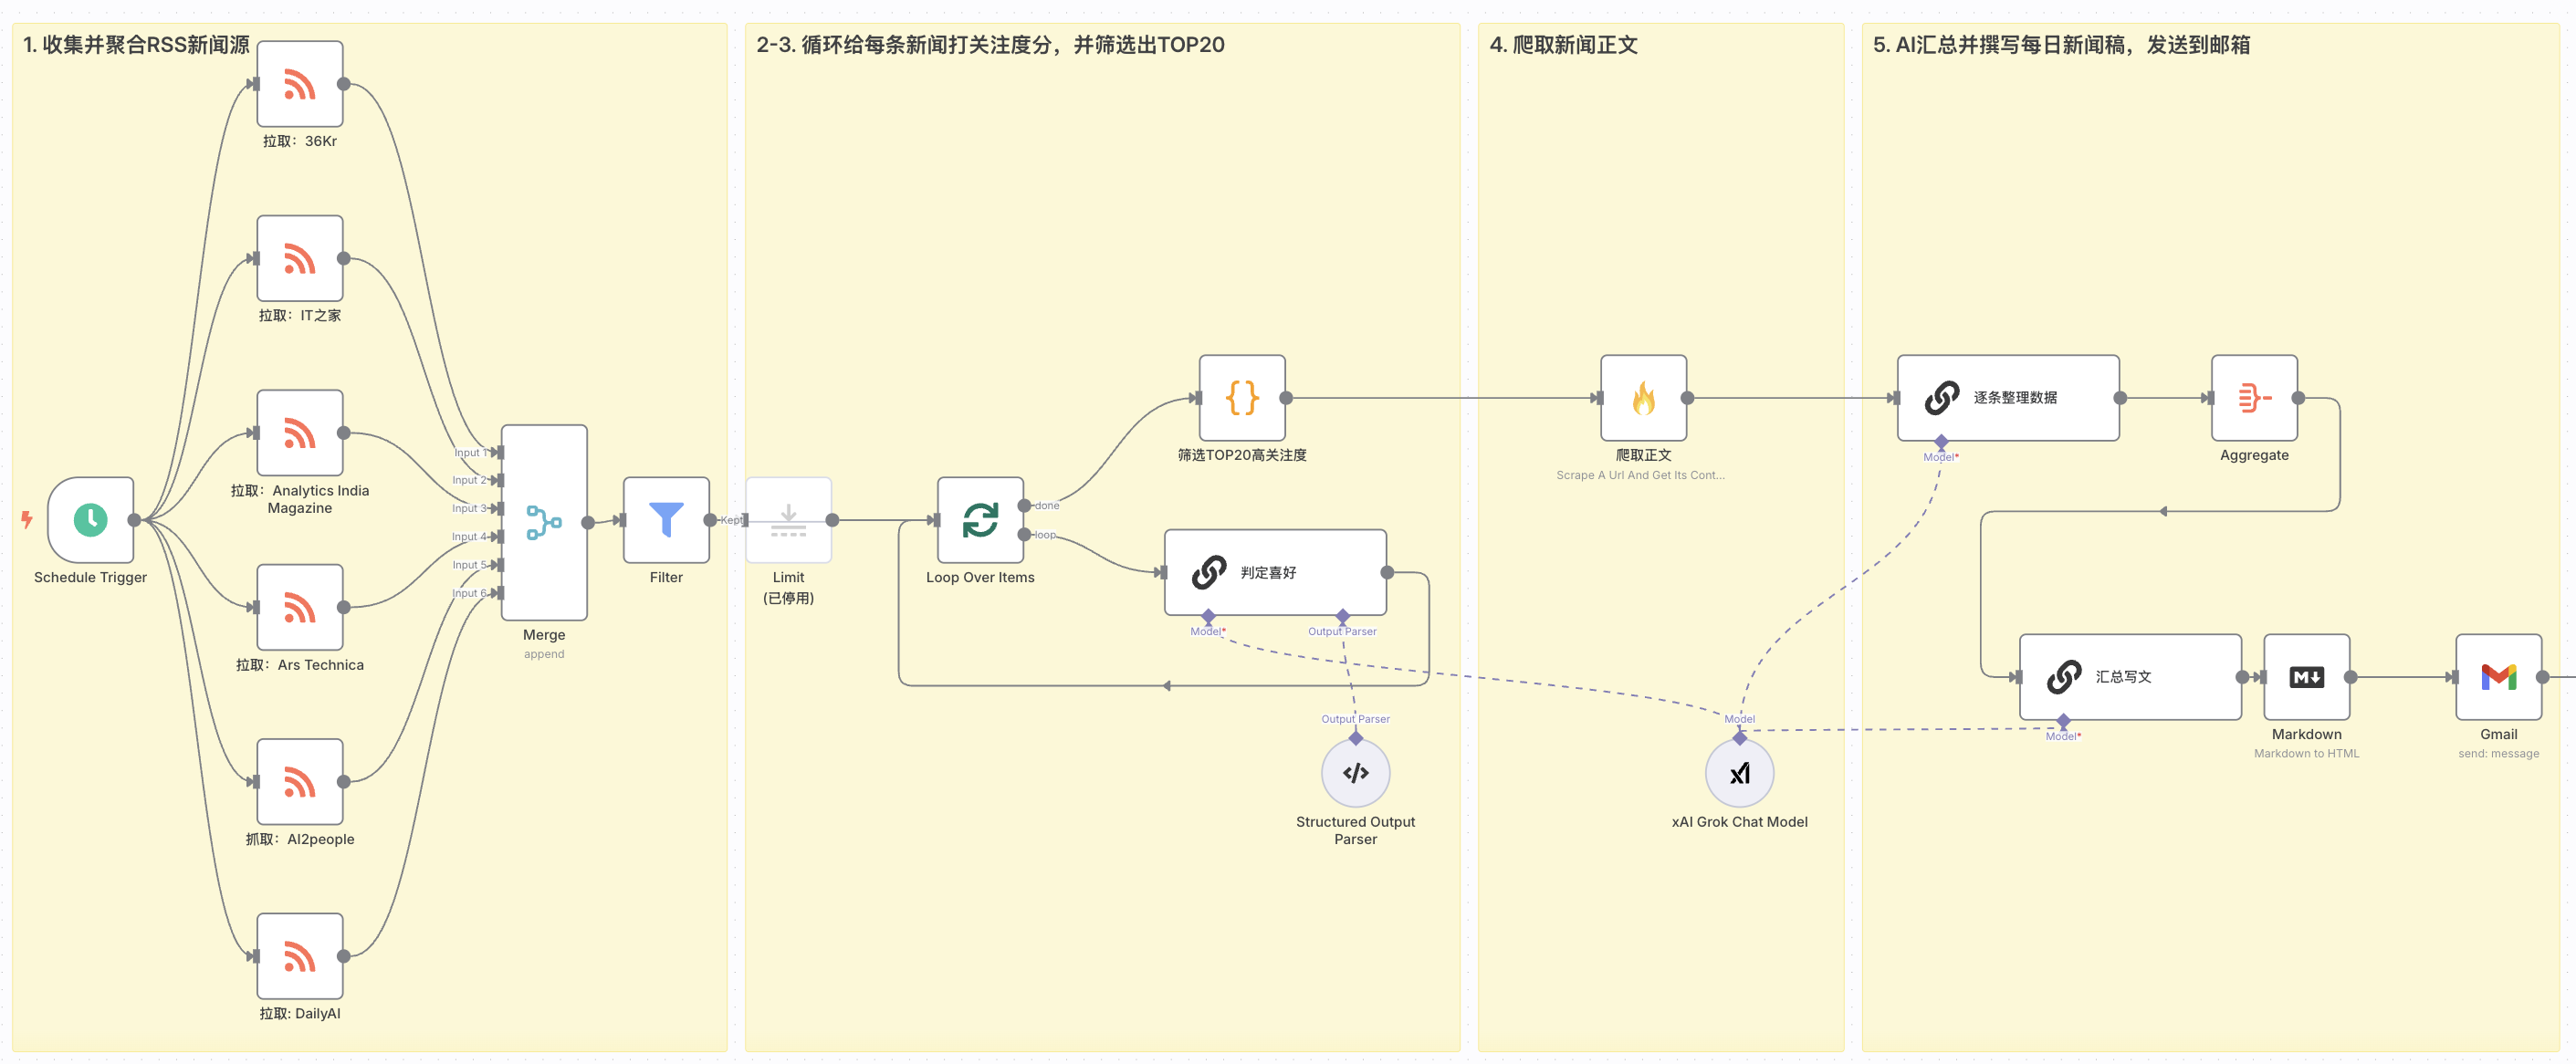 1. 收集并聚合RSS新闻源
拉取：36Kr
拉取：IT之家
拉取：Analytics India
Magazine
拉取：Ars Technica
抓取：AI2people
拉取: DailyAI
Schedule Trigger
Input 1
Input 2
Input 3
Input 4
Input 5
Input 6
Merge
append
Filter
Kept
2-3. 循环给每条新闻打关注度分，并筛选出TOP20
Limit
(已停用)
Loop Over Items
done
loop
{}
筛选TOP20高关注度
判定喜好
Model*
Output Parser
Output Parser
</>
Structured Output
Parser
4. 爬取新闻正文
爬取正文
Scrape A Url And Get Its Cont...
Model
xAI
xAI Grok Chat Model
5. AI汇总并撰写每日新闻稿，发送到邮箱
逐条整理数据
Model*
Aggregate
汇总写文
Model*
M
Markdown
Markdown to HTML
Gmail
send: message